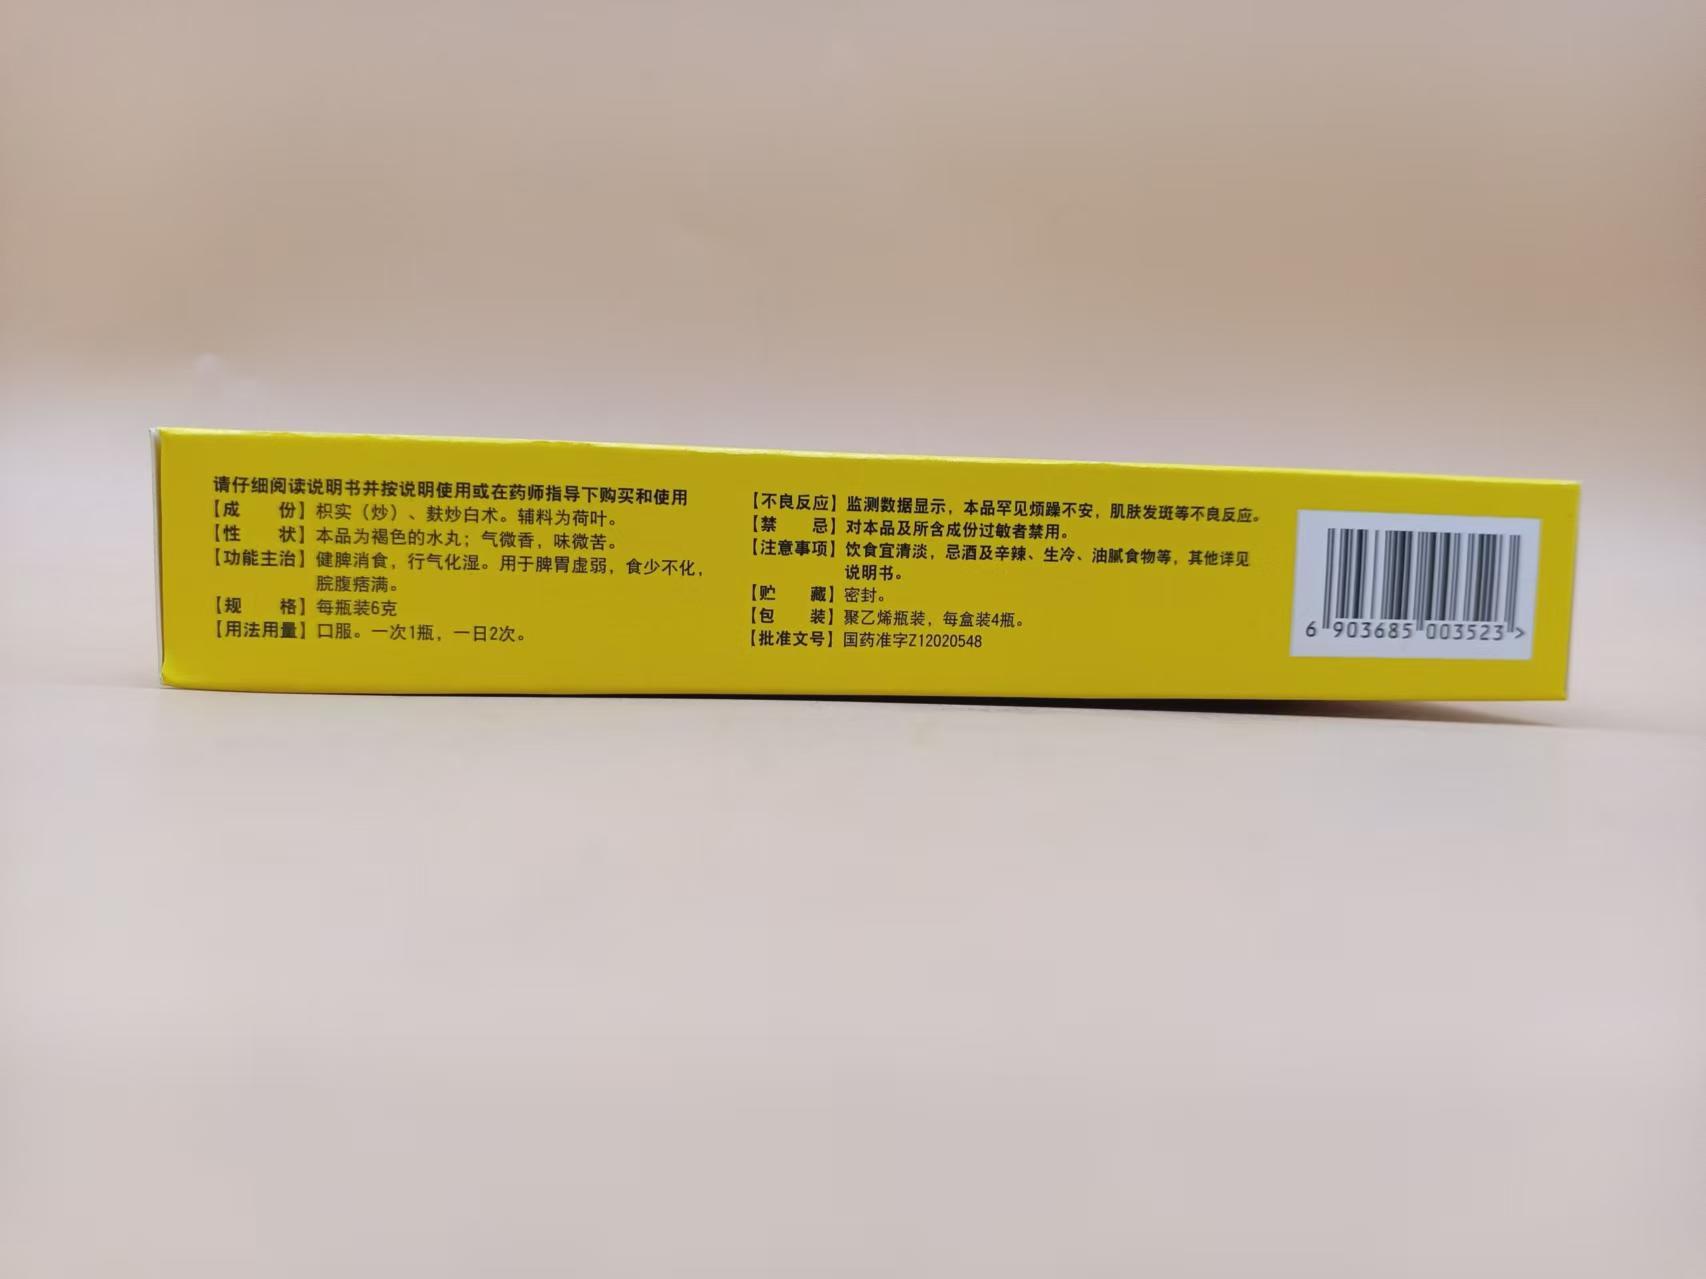 请仔细阅读说明书并按说明使用或在药师指导下购买和使用
【成　　份】枳实（炒）、麸炒白术。辅料为荷叶。
【性　　状】本品为褐色的水丸；气微香，味微苦。
【功能主治】健脾消食，行气化湿。用于脾胃虚弱，食少不化，
脘腹痞满。
【规　　格】每瓶装6克
【用法用量】口服。一次1瓶，一日2次。
【不良反应】监测数据显示，本品罕见烦躁不安，肌肤发斑等不良反应。
【禁　　忌】对本品及所含成份过敏者禁用。
【注意事项】饮食宜清淡，忌酒及辛辣、生冷、油腻食物等，其他详见
说明书。
【贮　　藏】密封。
【包　　装】聚乙烯瓶装，每盒装4瓶。
【批准文号】国药准字Z12020548
6 903685 003523 >